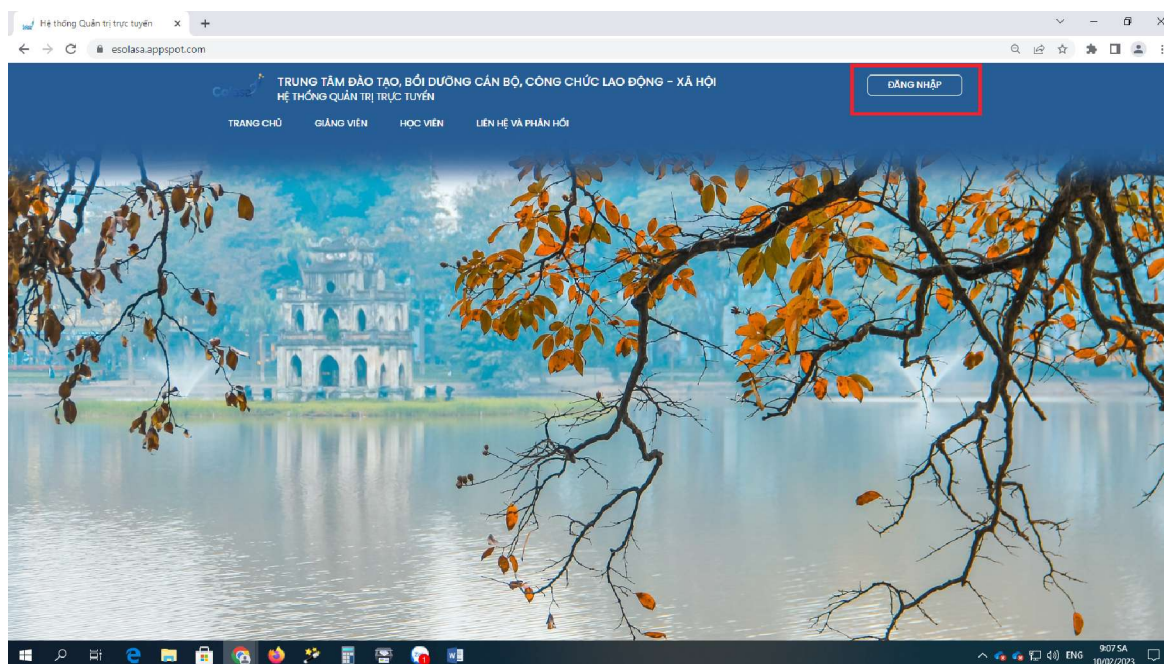 Hệ thống Quản trị trực tuyến
esolasa.appspot.com
TRUNG TÂM ĐÀO TẠO, BỒI DƯỠNG CÁN BỘ, CÔNG CHỨC LAO ĐỘNG - XÃ HỘI
HỆ THỐNG QUẢN TRỊ TRỰC TUYẾN
ĐĂNG NHẬP
TRANG CHỦ GIẢNG VIÊN HỌC VIÊN LIÊN HỆ VÀ PHẢN HỒI
ENG
9:07 SA
10/02/2023